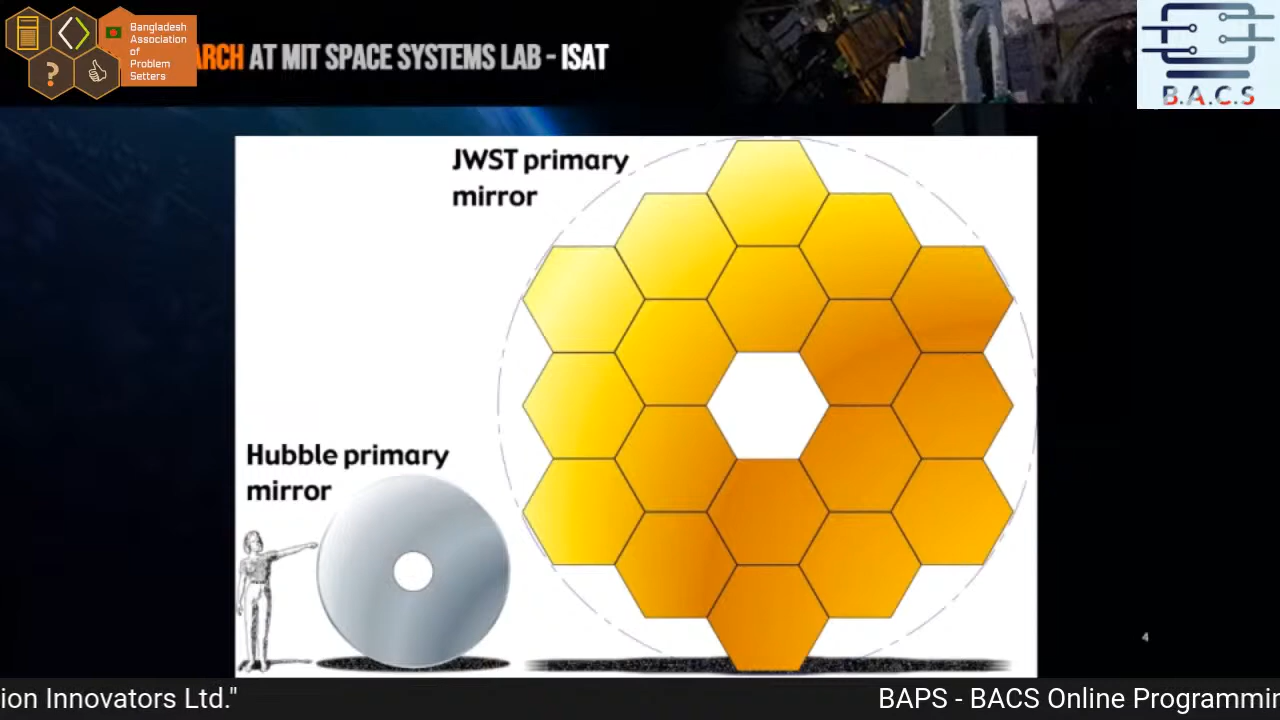 Bangladesh
Association
of
Problem
Setters
?
ARCH AT MIT SPACE SYSTEMS LAB - ISAT
B.A.C.S
JWST primary
mirror
Hubble primary
mirror
4
ion Innovators Ltd."
BAPS - BACS Online Programmin